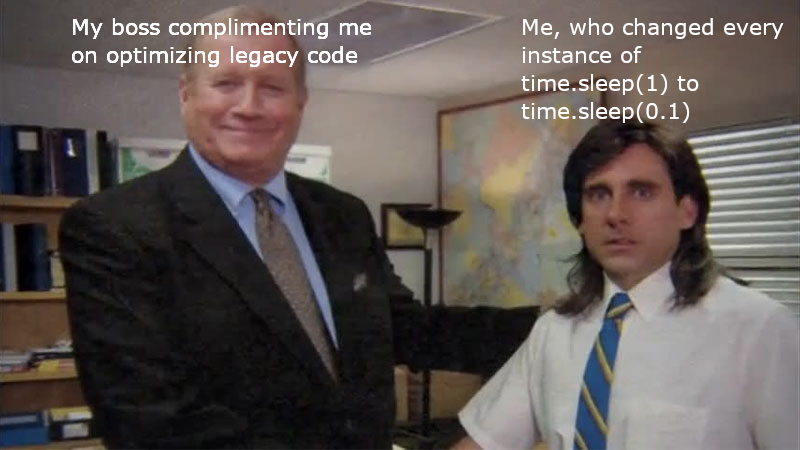 My boss complimenting me
on optimizing legacy code
Me, who changed every
instance of
time.sleep(1) to
time.sleep(0.1)